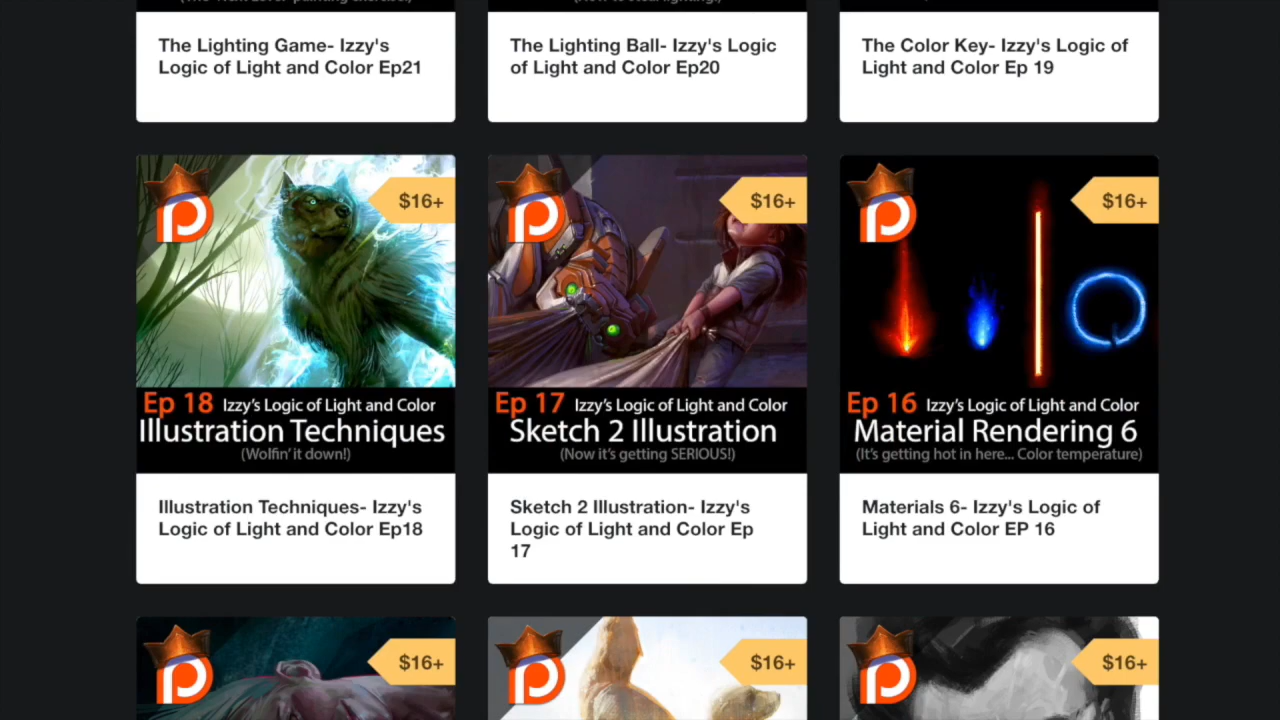 The Lighting Game- Izzy's
Logic of Light and Color Ep21
The Lighting Ball- Izzy's Logic
of Light and Color Ep20
The Color Key- Izzy's Logic of
Light and Color Ep 19
$16+
Ep 18 Izzy's Logic of Light and Color
Illustration Techniques
(Wolfin' it down!)
Illustration Techniques- Izzy's
Logic of Light and Color Ep18
$16+
Ep 17 Izzy's Logic of Light and Color
Sketch 2 Illustration
(Now it's getting SERIOUS!)
Sketch 2 Illustration- Izzy's
Logic of Light and Color Ep
17
$16+
Ep 16 Izzy's Logic of Light and Color
Material Rendering 6
(It's getting hot in here... Color temperature)
Materials 6- Izzy's Logic of
Light and Color EP 16
$16+
$16+
$16+